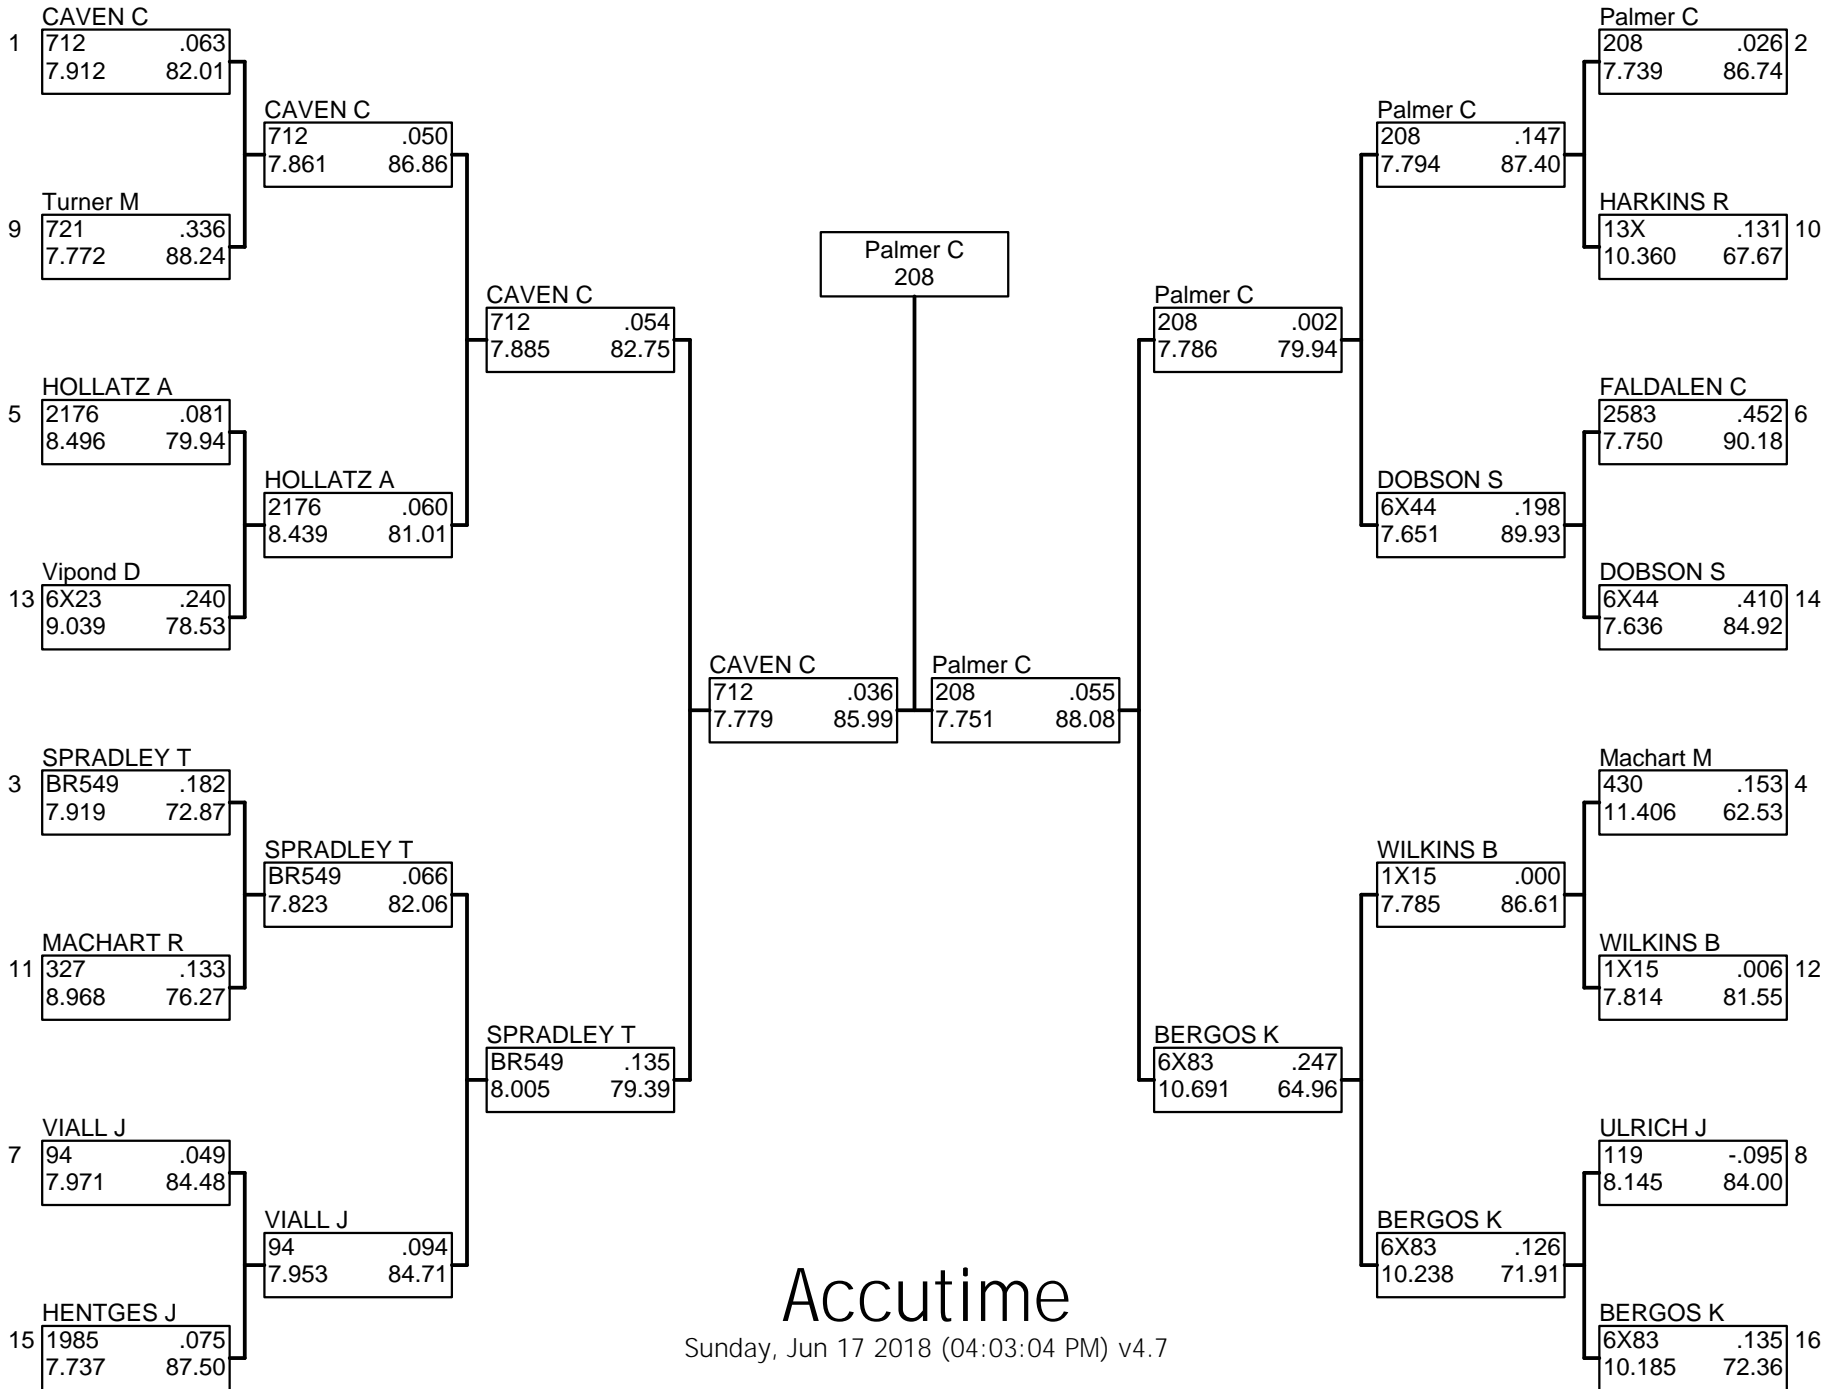 CAVEN C
1 712 .063
7.912 82.01
Turner M
9 721 .336
7.772 88.24
HOLLATZ A
5 2176 .081
8.496 79.94
Vipond D
13 6X23 .240
9.039 78.53
SPRADLEY T
3 BR549 .182
7.919 72.87
MACHART R
11 327 .133
8.968 76.27
VIALL J
7 94 .049
7.971 84.48
HENTGES J
15 1985 .075
7.737 87.50
CAVEN C
712 .050
7.861 86.86
HOLLATZ A
2176 .060
8.439 81.01
SPRADLEY T
BR549 .066
7.823 82.06
VIALL J
94 .094
7.953 84.71
CAVEN C
712 .054
7.885 82.75
SPRADLEY T
BR549 .135
8.005 79.39
CAVEN C
712 .036
7.779 85.99
Palmer C
208
Palmer C
208 .055
7.751 88.08
Palmer C
208 .002
7.786 79.94
BERGOS K
6X83 .247
10.691 64.96
Palmer C
208 .147
7.794 87.40
DOBSON S
6X44 .198
7.651 89.93
WILKINS B
1X15 .000
7.785 86.61
BERGOS K
6X83 .126
10.238 71.91
Palmer C
208 .026 2
7.739 86.74
HARKINS R
13X .131 10
10.360 67.67
FALDALEN C
2583 .452 6
7.750 90.18
DOBSON S
6X44 .410 14
7.636 84.92
Machart M
430 .153 4
11.406 62.53
WILKINS B
1X15 .006 12
7.814 81.55
ULRICH J
119 -.095 8
8.145 84.00
BERGOS K
6X83 .135 16
10.185 72.36
Accutime
Sunday, Jun 17 2018 (04:03:04 PM) v4.7